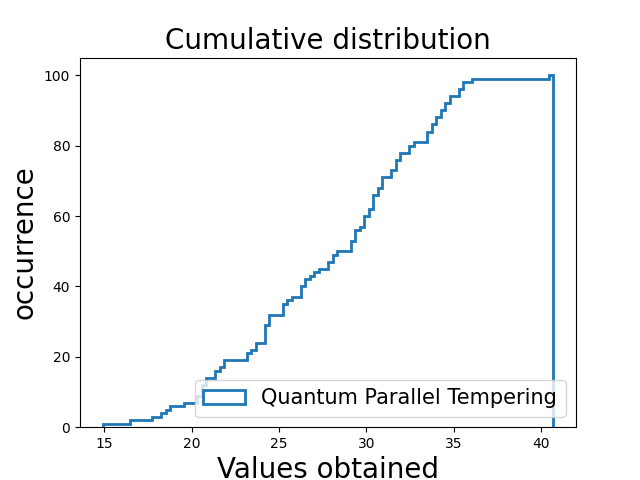 Cumulative distribution
occurrence
100
80
60
40
20
0
Quantum Parallel Tempering
15 20 25 30 35 40
Values obtained